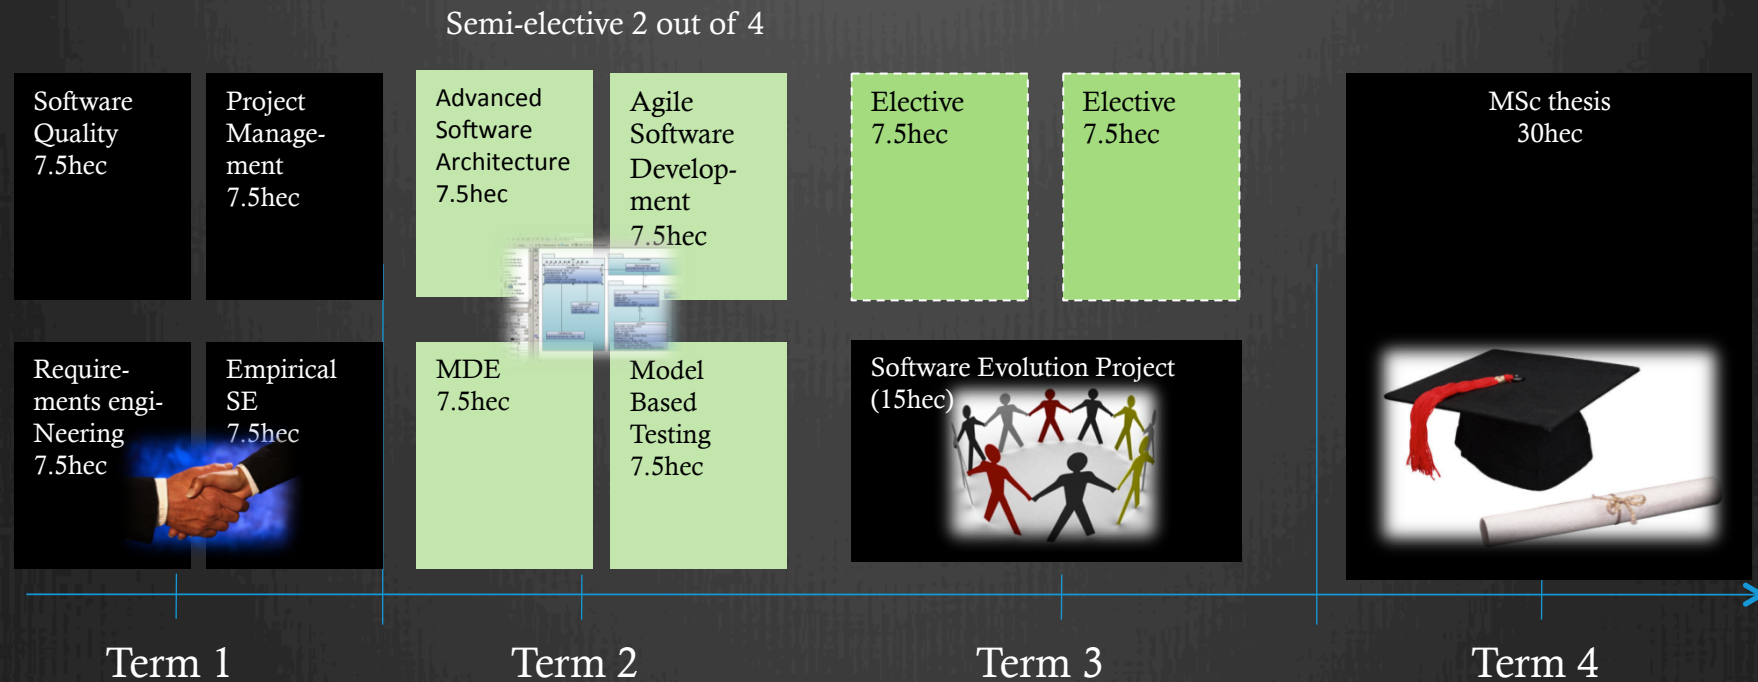 Semi-elective 2 out of 4
Software
Quality
7.5hec
Project
Manage-
ment
7.5hec
Advanced
Software
Architecture
7.5hec
Agile
Software
Develop-
ment
7.5hec
Elective
7.5hec
Elective
7.5hec
MSc thesis
30hec
Require-
ments engi-
Neering
7.5hec
Empirical
SE
7.5hec
MDE
7.5hec
Model
Based
Testing
7.5hec
Software Evolution Project
(15hec)
Term 1
Term 2
Term 3
Term 4